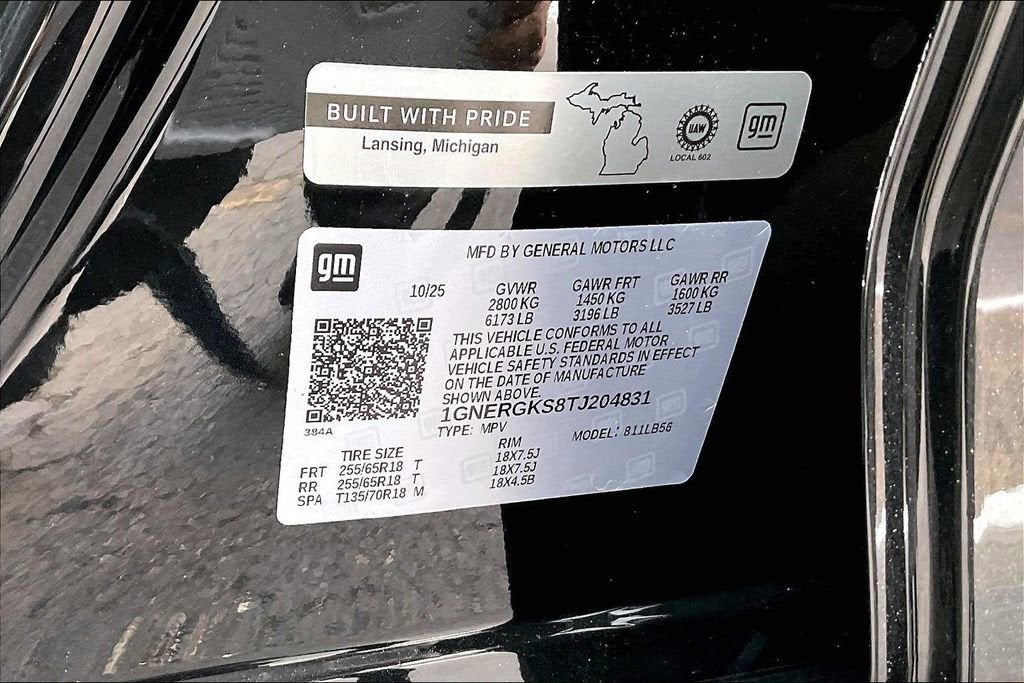 BUILT WITH PRIDE
Lansing, Michigan
UAW
LOCAL 602
gm
gm
MFD BY GENERAL MOTORS LLC
10/25 GVWR GAWR FRT GAWR RR
2800 KG 1450 KG 1600 KG
6173 LB 3196 LB 3527 LB
THIS VEHICLE CONFORMS TO ALL
APPLICABLE U.S. FEDERAL MOTOR
VEHICLE SAFETY STANDARDS IN EFFECT
ON THE DATE OF MANUFACTURE
SHOWN ABOVE.
1GNERGKS8TJ204831
384A
TYPE: MPV MODEL: 811LB56
TIRE SIZE RIM
FRT 255/65R18 T 18X7.5J
RR 255/65R18 T 18X7.5J
SPA T135/70R18 M 18X4.5B